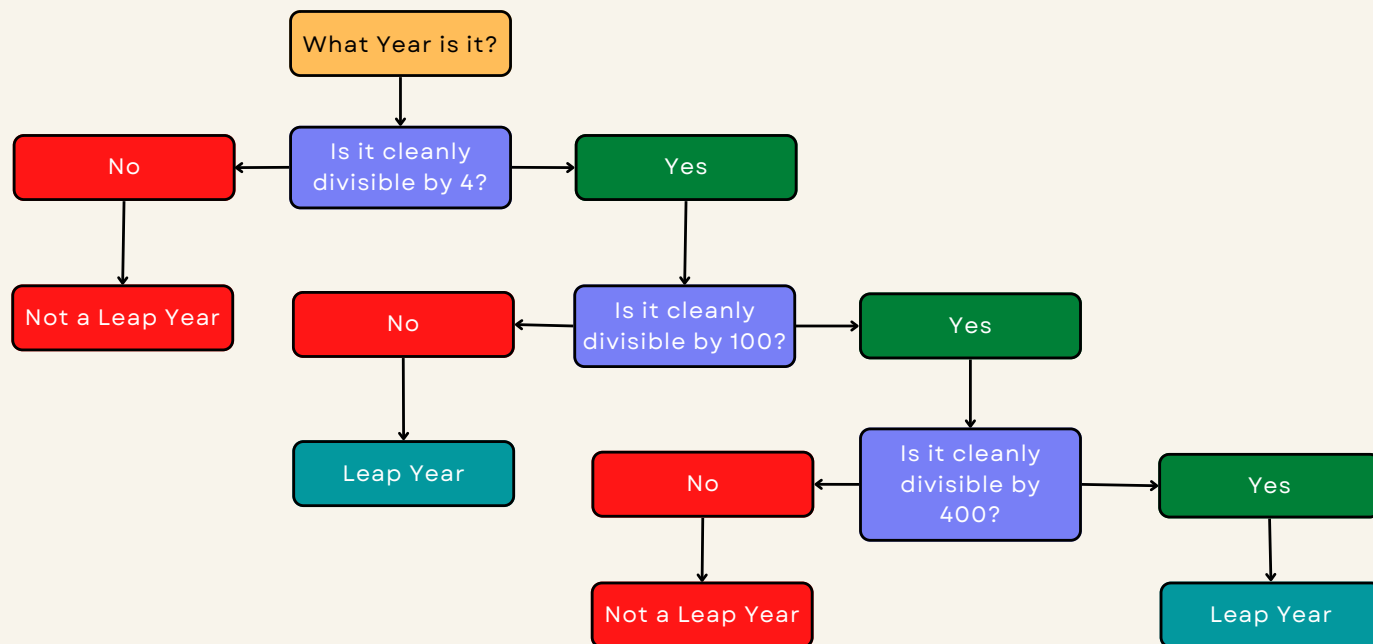 What Year is it?
No
Is it cleanly
divisible by 4?
Yes
Not a Leap Year
No
Is it cleanly
divisible by 100?
Yes
Leap Year
No
Is it cleanly
divisible by
400?
Yes
Not a Leap Year
Leap Year